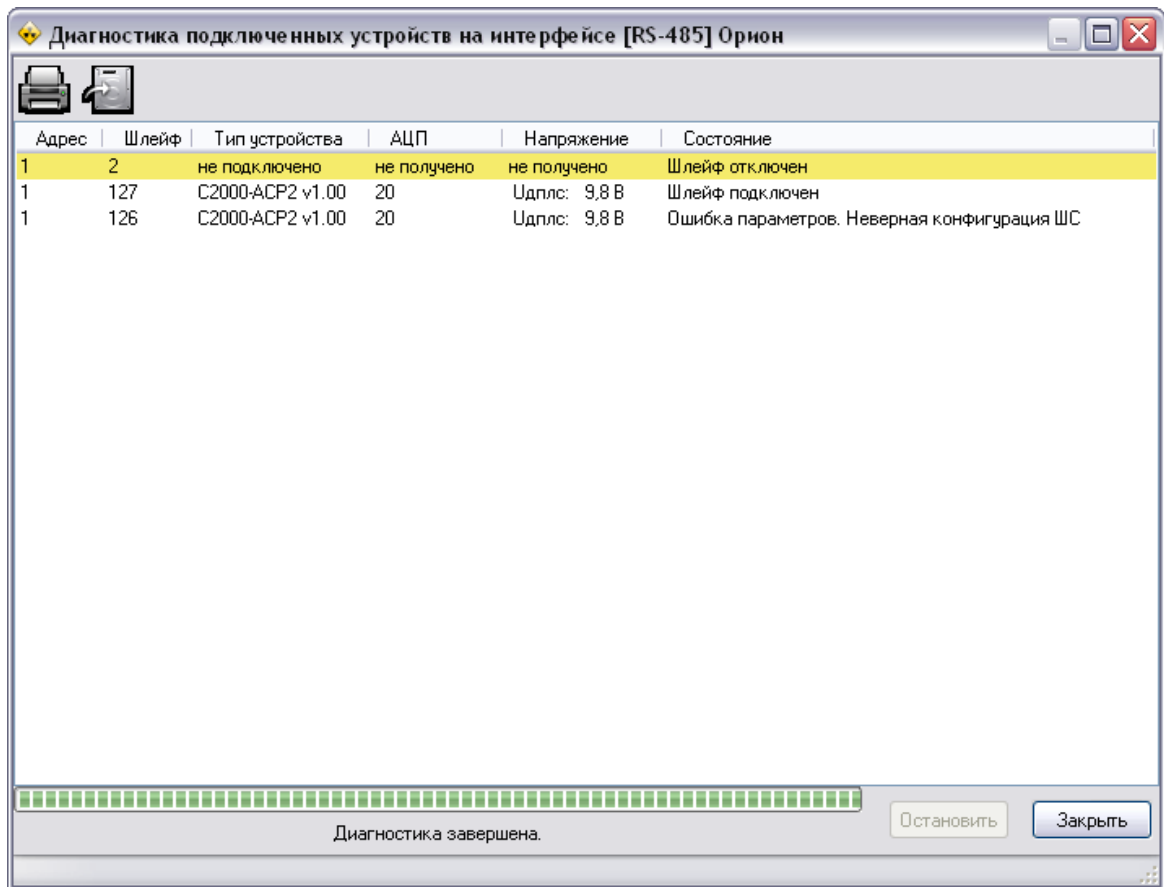 Диагностика подключенных устройств на интерфейсе [RS-485] Орион
Адрес Шлейф Тип устройства АЦП Напряжение Состояние
1 2 не подключено не получено не получено Шлейф отключен
1 127 С2000-АСР2 v1.00 20 Uдплс: 9,8 В Шлейф подключен
1 126 С2000-АСР2 v1.00 20 Uдплс: 9,8 В Ошибка параметров. Неверная конфигурация ШС
Диагностика завершена.
Остановить Закрыть